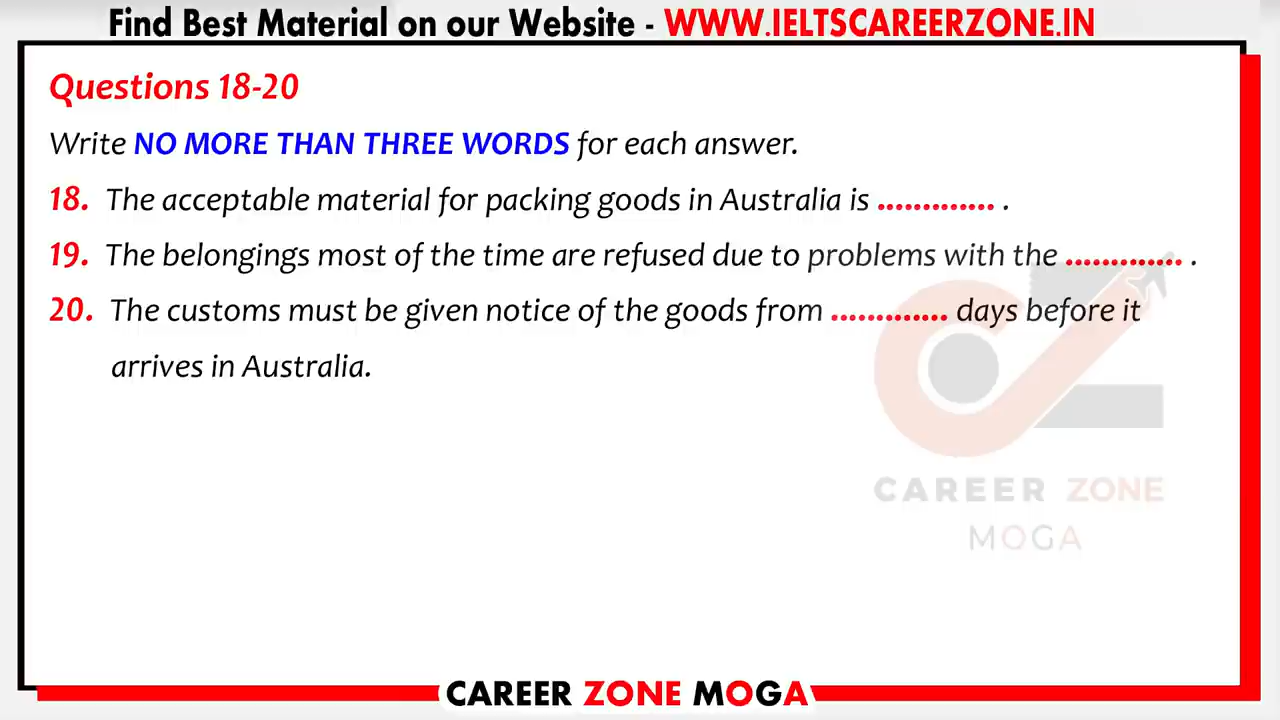 Find Best Material on our Website - WWW.IELTSCAREERZONE.IN
Questions 18-20
Write NO MORE THAN THREE WORDS for each answer.
18. The acceptable material for packing goods in Australia is ............. .
19. The belongings most of the time are refused due to problems with the ............. .
20. The customs must be given notice of the goods from ............. days before it
arrives in Australia.
CAREER ZONE
MOGA
CAREER ZONE MOGA